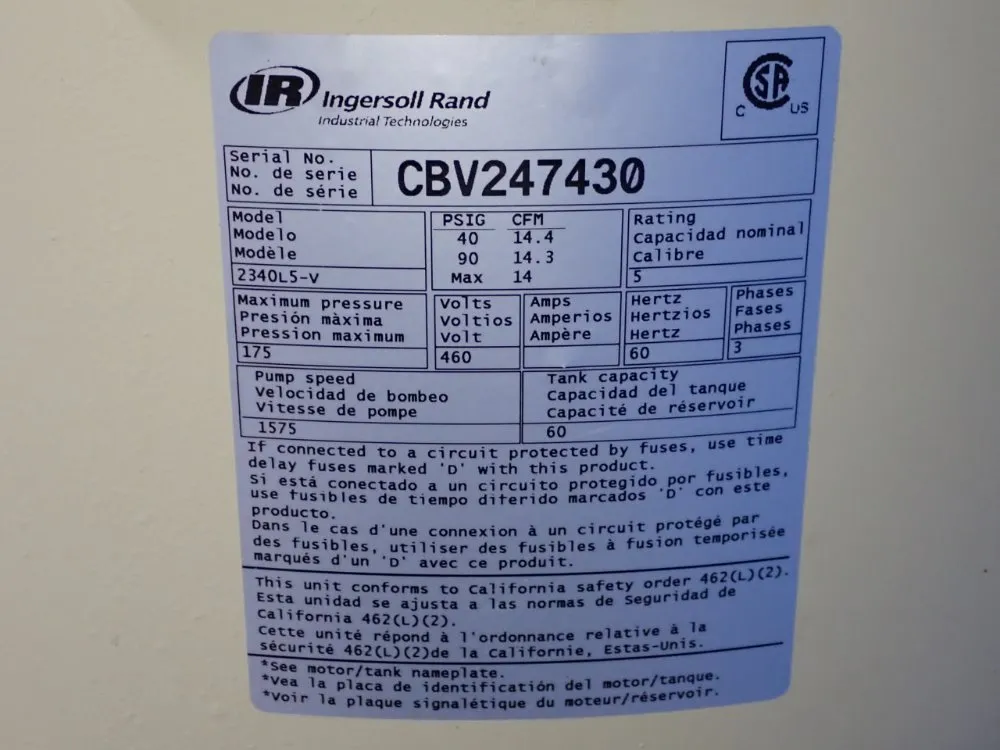 IR Ingersoll Rand
Industrial Technologies
CSA
C US
Serial No.
No. de serie
No. de série
CBV247430
Model
Modelo
Modèle
2340L5-V
PSIG CFM
40 14.4
90 14.3
Max 14
Rating
Capacidad nominal
Calibre
5
Maximum pressure
Presión màxima
Pression maximum
175
Volts
Voltios
Volt
460
Amps
Amperios
Ampère
Hertz
Hertzios
Hertz
60
Phases
Fases
Phases
3
Pump speed
Velocidad de bombeo
Vitesse de pompe
1575
Tank capacity
Capacidad del tanque
Capacité de réservoir
60
If connected to a circuit protected by fuses, use time
delay fuses marked 'D' with this product.
Si está conectado a un circuíto protegido por fusibles,
use fusibles de tiempo diferido marcados 'D' con este
producto.
Dans le cas d'une connexion à un circuit protégé par
des fusibles, utiliser des fusibles à fusion temporisée
marqués d'un 'D' avec ce produit.
This unit conforms to California safety order 462(L)(2).
Esta unidad se ajusta a las normas de Seguridad de
California 462(L)(2).
Cette unité répond à l'ordonnance relative à la
sécurité 462(L)(2)de la Californie, Estas-Unis.
*See motor/tank nameplate.
*Vea la placa de identificatión del motor/tanque.
*Voir la plaque signalétique du moteur/réservoir.